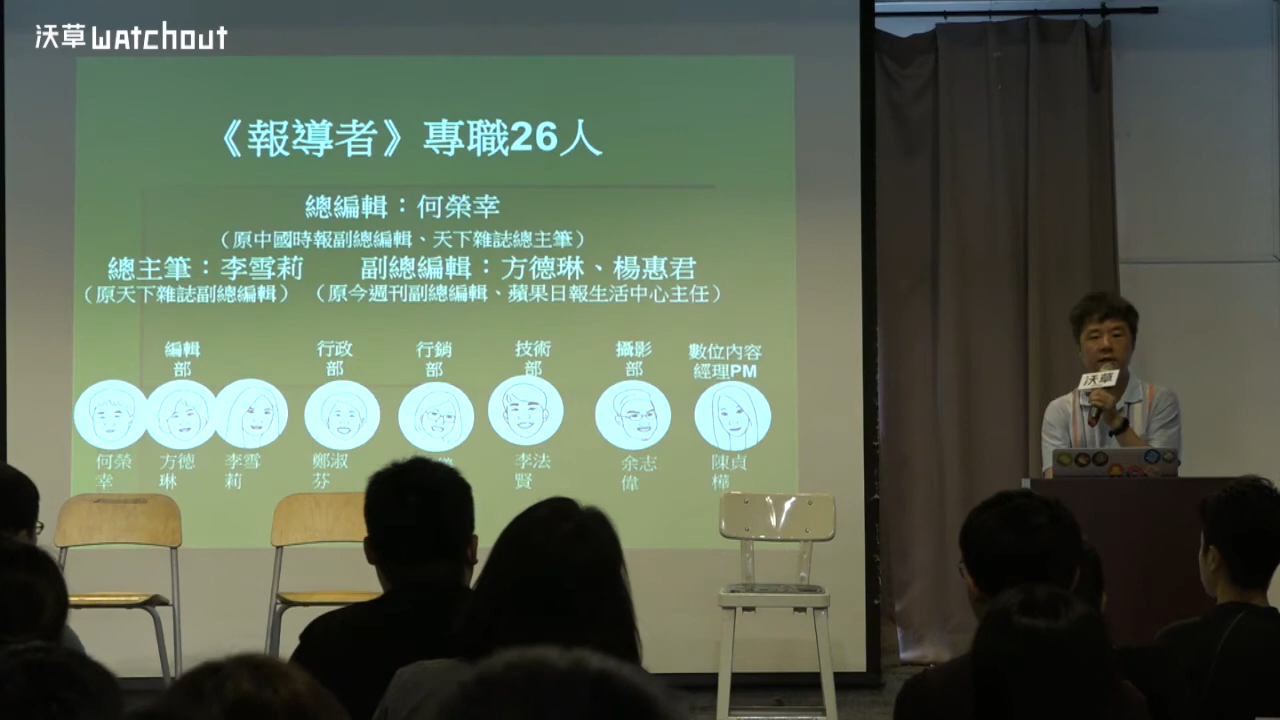 沃草 watchout
《報導者》專職26人
總編輯：何榮幸
（原中國時報副總編輯、天下雜誌總主筆）
總主筆：李雪莉 副總編輯：方德琳、楊惠君
（原天下雜誌副總編輯）（原今週刊副總編輯、蘋果日報生活中心主任）
編輯部 行政部 行銷部 技術部 攝影部 數位內容經理PM
何榮幸 方德琳 李雪莉 鄭淑芬 李法賢 余志偉 陳貞樺
沃草